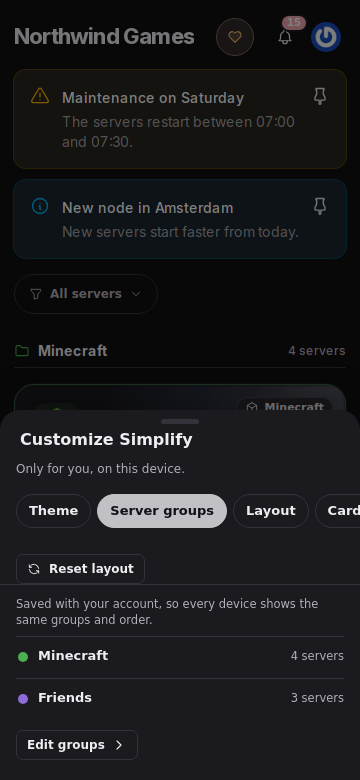 Northwind Games
15
Maintenance on Saturday
The servers restart between 07:00
and 07:30.
New node in Amsterdam
New servers start faster from today.
All servers
Minecraft
4 servers
Minecraft
Customize Simplify
Only for you, on this device.
Theme
Server groups
Layout
Card
Reset layout
Saved with your account, so every device shows the
same groups and order.
Minecraft
4 servers
Friends
3 servers
Edit groups